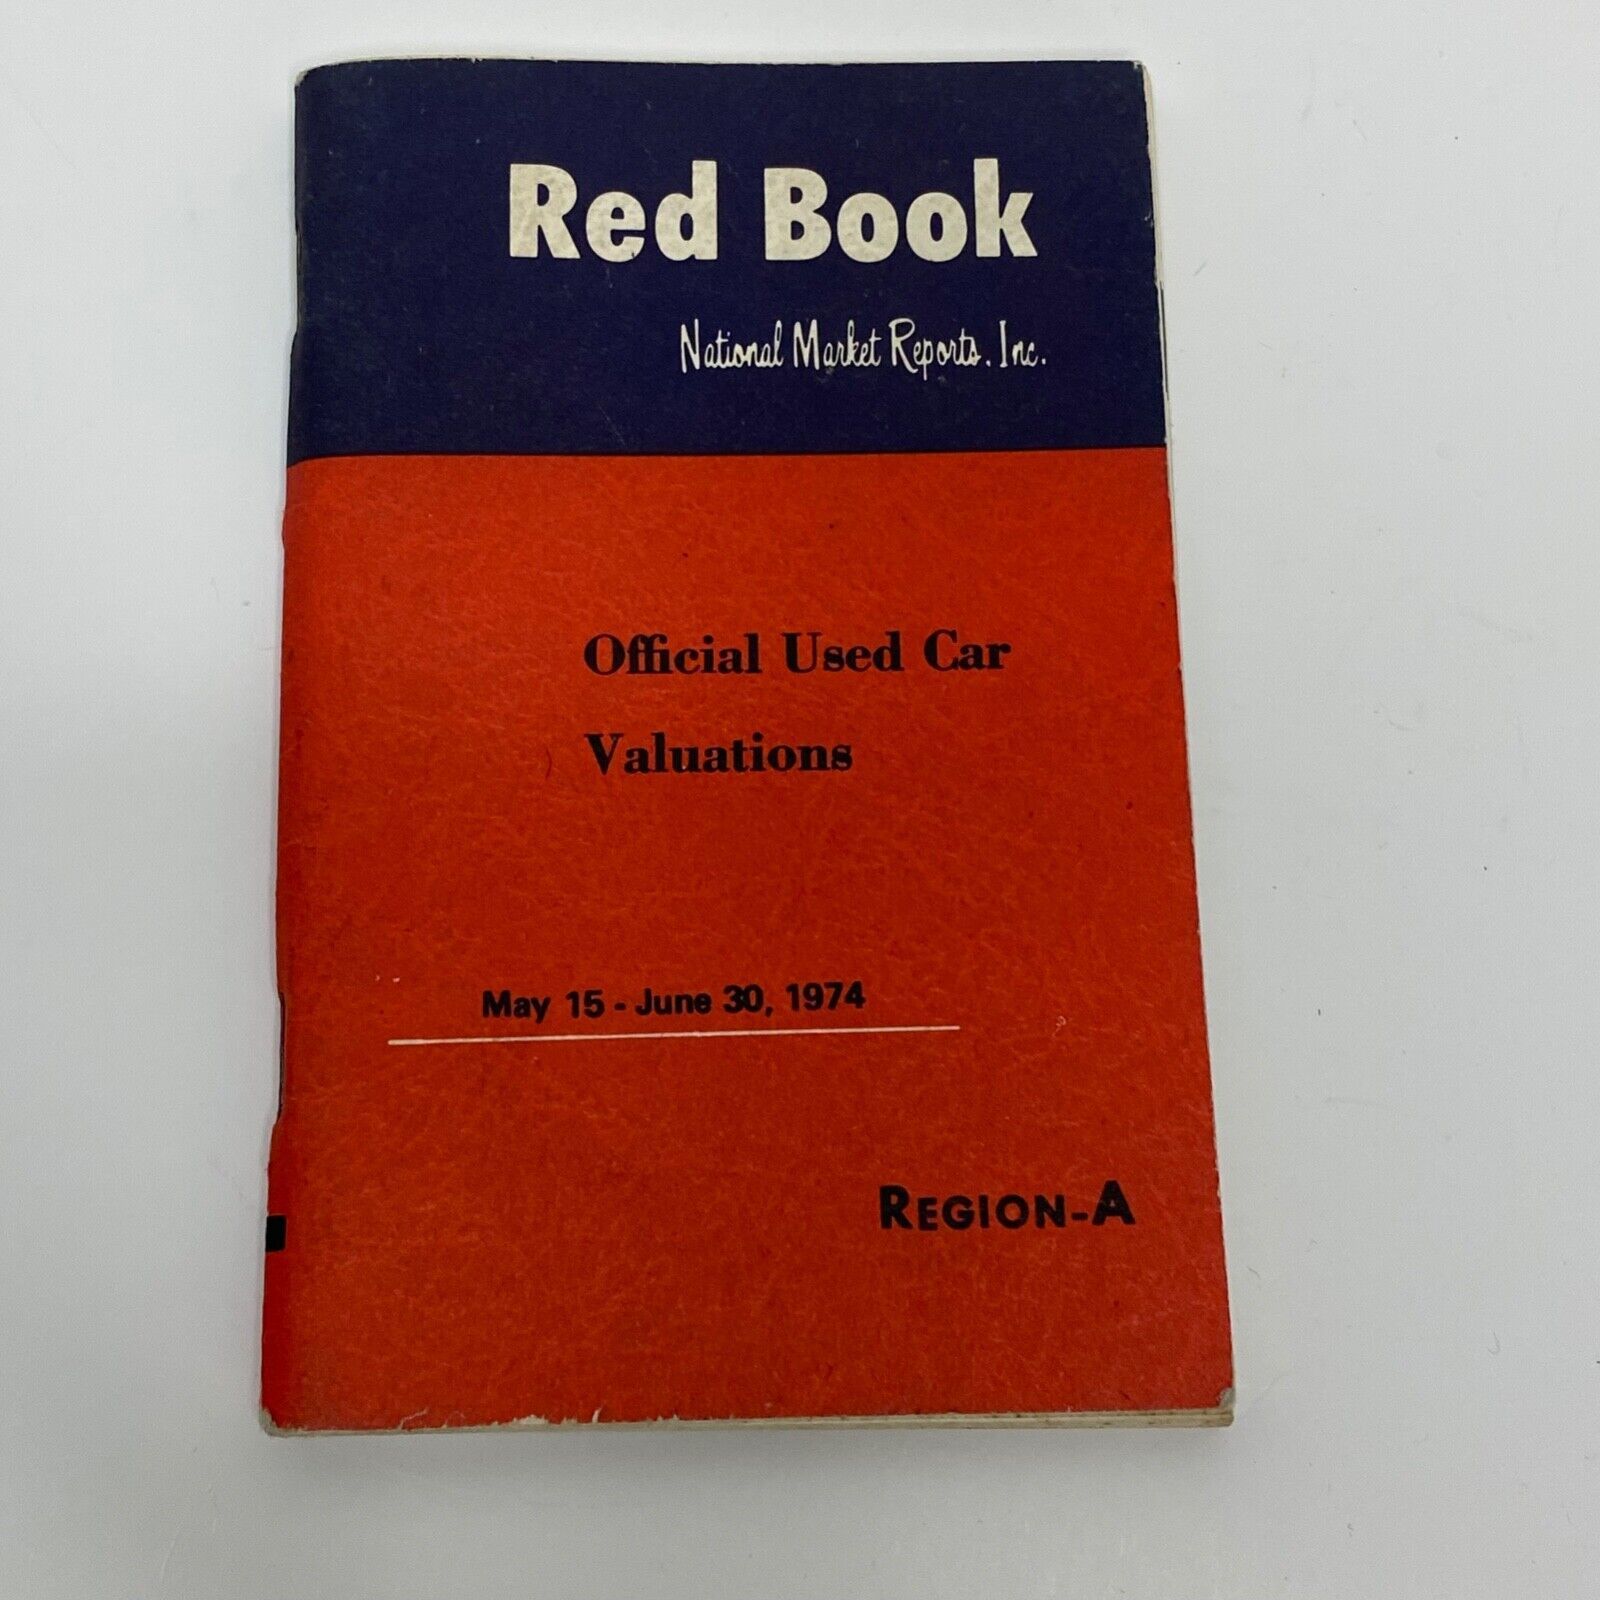 Red Book
National Market Reports, Inc.
Official Used Car
Valuations
May 15 - June 30, 1974
REGION-A